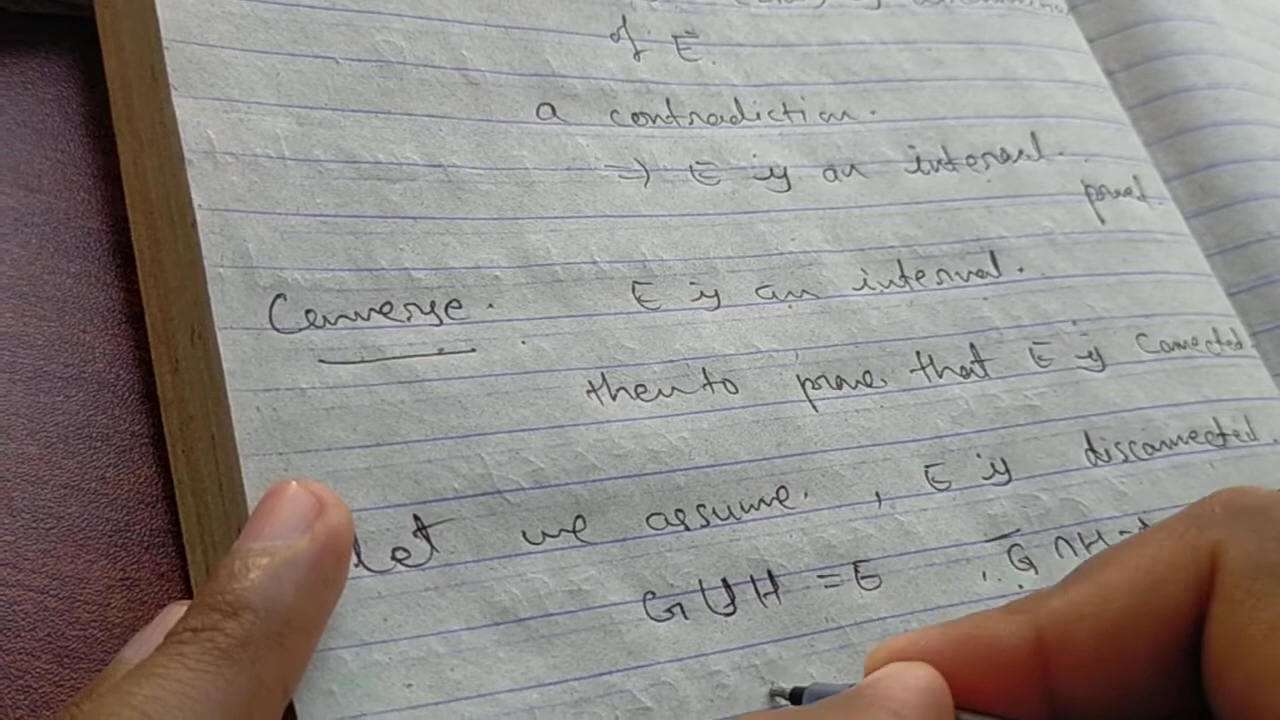 of E.
a contradiction.
⇒ E is an interval.
proved.
Converse. E is an interval.
then to prove that E is connected.
Let we assume, E is disconnected.
G ∪ H = E , G̅ ∩ H =